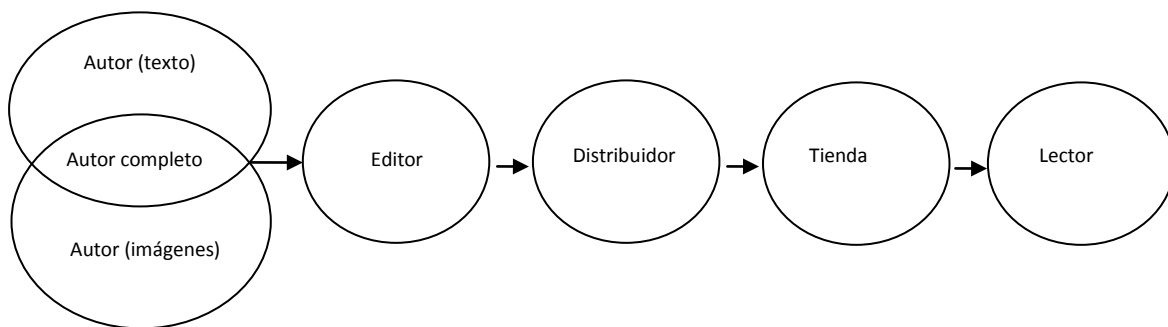 Autor (texto)
Autor completo
Autor (imágenes)
Editor
Distribuidor
Tienda
Lector